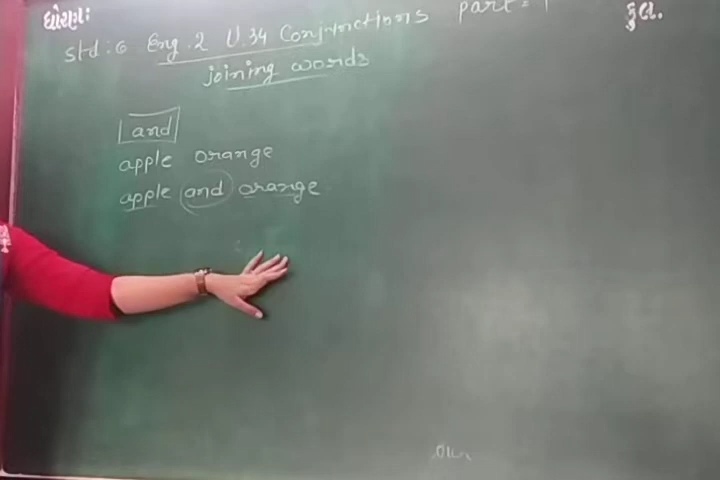 ધોરણઃ
કુલ.
Std : 6 Eng. 2 U.34 Conjunctions part = 1
joining words
and
apple orange
apple and orange